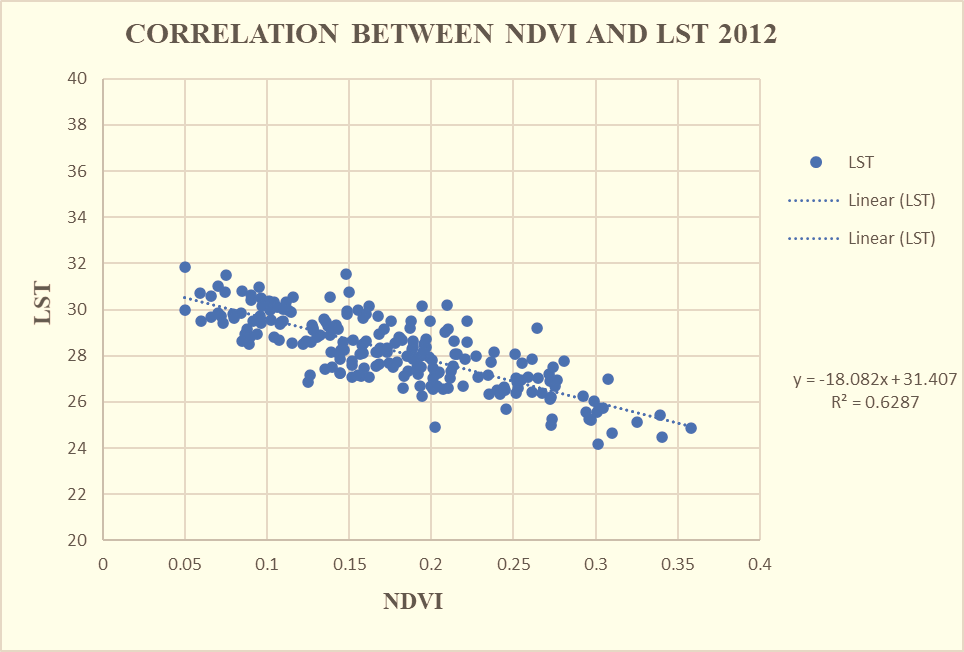 CORRELATION BETWEEN NDVI AND LST 2012
40
38
36
34
32
30
28
26
24
22
20
LST
0 0.05 0.1 0.15 0.2 0.25 0.3 0.35 0.4
NDVI
LST
Linear (LST)
Linear (LST)
y = -18.082x + 31.407
R² = 0.6287